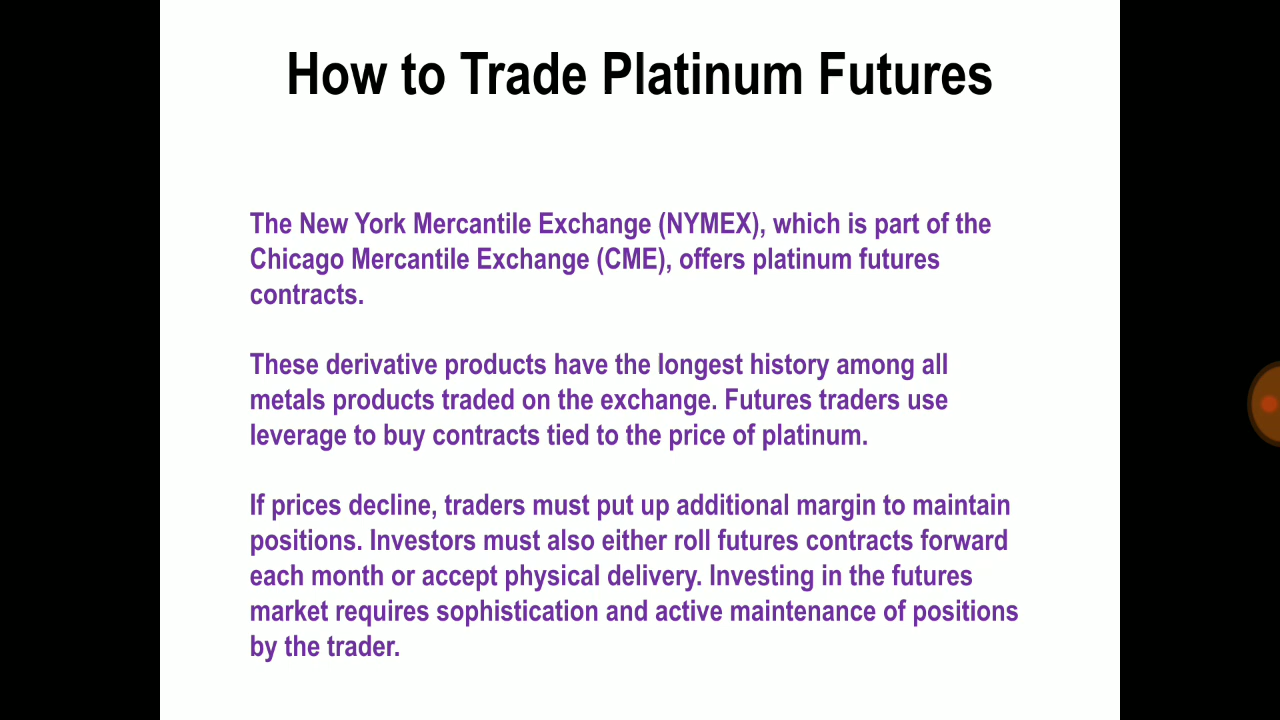 How to Trade Platinum Futures
The New York Mercantile Exchange (NYMEX), which is part of the
Chicago Mercantile Exchange (CME), offers platinum futures
contracts.
These derivative products have the longest history among all
metals products traded on the exchange. Futures traders use
leverage to buy contracts tied to the price of platinum.
If prices decline, traders must put up additional margin to maintain
positions. Investors must also either roll futures contracts forward
each month or accept physical delivery. Investing in the futures
market requires sophistication and active maintenance of positions
by the trader.